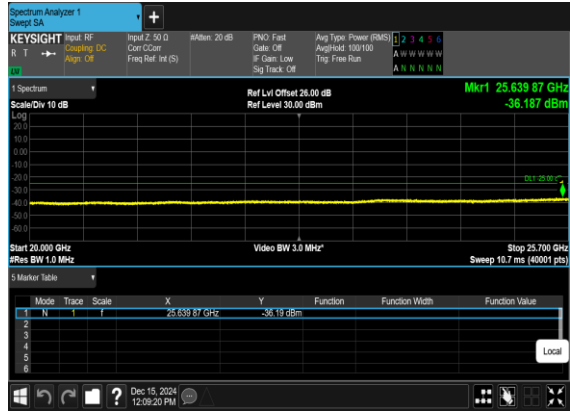 Spectrum Analyzer 1
Swept SA
KEYSIGHT Input: RF Input Z: 50 Ω #Atten: 20 dB PNO: Fast Avg Type: Power (RMS) 1 2 3 4 5 6
R T Coupling: DC Corr CCorr Gate: Off Avg|Hold: 100/100 A W W W W W
Align: Off Freq Ref: Int (S) IF Gain: Low Trig: Free Run
Sig Track: Off A N N N N N
1 Spectrum Ref Lvl Offset 26.00 dB Mkr1 25.639 87 GHz
Scale/Div 10 dB Ref Level 30.00 dBm -36.187 dBm
Log
20.0
10.0
0.00
-10.0
-20.0
DL1 -25.00
-30.0
-40.0
-50.0
-60.0
Start 20.000 GHz Video BW 3.0 MHz* Stop 25.700 GHz
#Res BW 1.0 MHz Sweep 10.7 ms (40001 pts)
5 Marker Table
Mode Trace Scale X Y Function Function Width Function Value
1 N 1 f 25.639 87 GHz -36.19 dBm
2
3
4
5
6
Local
? Dec 15, 2024
12:09:20 PM